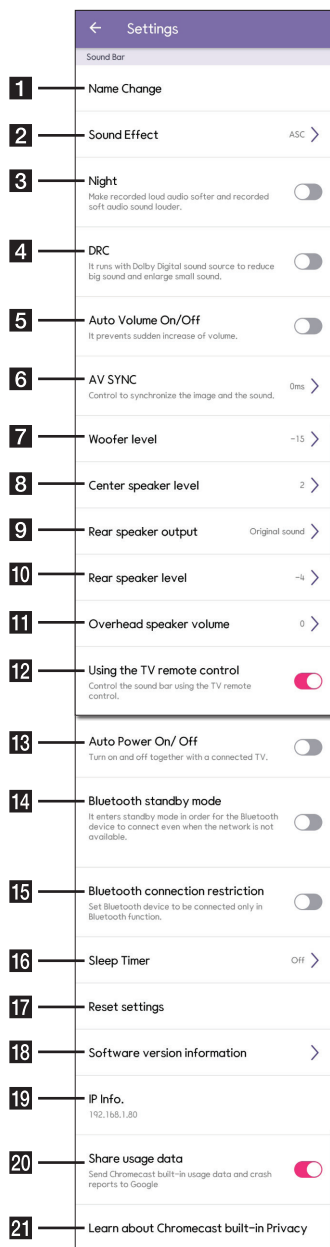 ← Settings
Sound Bar
1 Name Change
2 Sound Effect ASC >
3 Night
Make recorded loud audio softer and recorded
soft audio sound louder.
4 DRC
It runs with Dolby Digital sound source to reduce
big sound and enlarge small sound.
5 Auto Volume On/Off
It prevents sudden increase of volume.
6 AV SYNC 0ms >
Control to synchronize the image and the sound.
7 Woofer level -15 >
8 Center speaker level 2 >
9 Rear speaker output Original sound >
10 Rear speaker level -4 >
11 Overhead speaker volume 0 >
12 Using the TV remote control
Control the sound bar using the TV remote
control.
13 Auto Power On/ Off
Turn on and off together with a connected TV.
14 Bluetooth standby mode
It enters standby mode in order for the Bluetooth
device to connect even when the network is not
available.
15 Bluetooth connection restriction
Set Bluetooth device to be connected only in
Bluetooth function.
16 Sleep Timer Off >
17 Reset settings
18 Software version information >
19 IP Info.
192.168.1.80
20 Share usage data
Send Chromecast built-in usage data and crash
reports to Google
21 Learn about Chromecast built-in Privacy